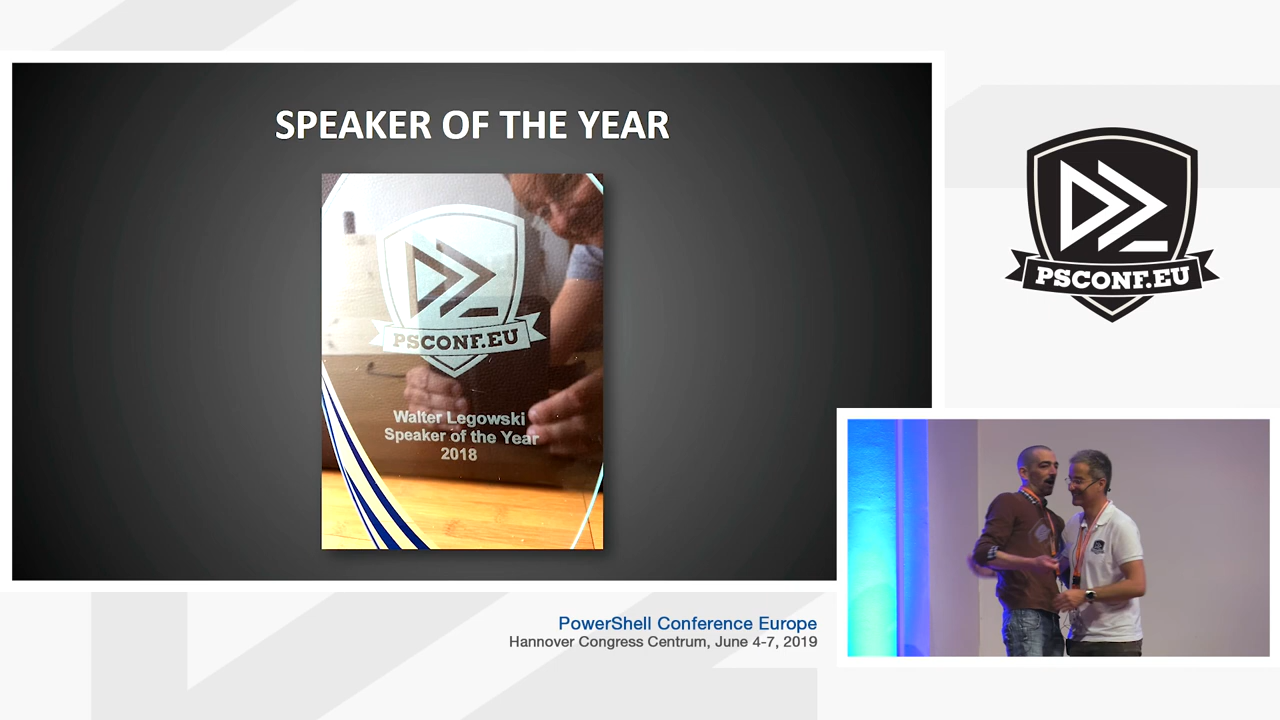 SPEAKER OF THE YEAR
PSCONF.EU
Walter Legowski
Speaker of the Year
2018
PSCONF.EU
PowerShell Conference Europe
Hannover Congress Centrum, June 4-7, 2019